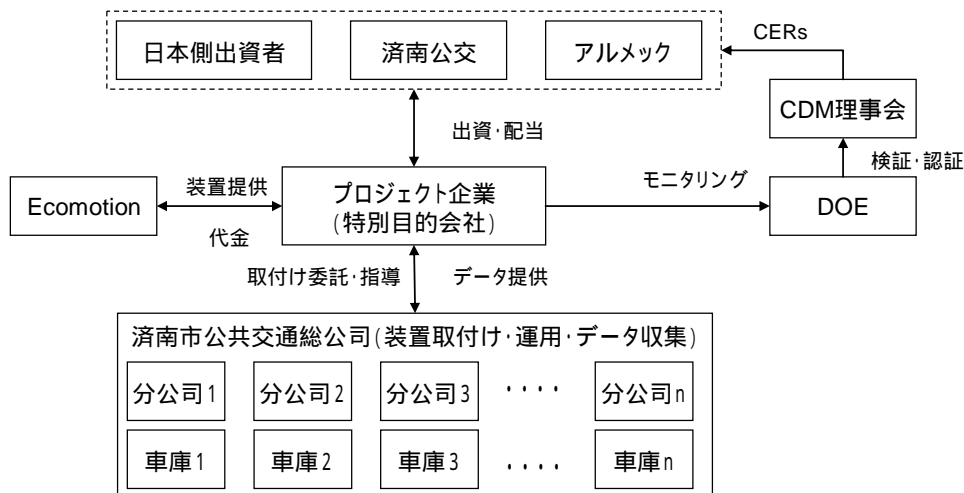 CERs
日本側出資者 済南公交 アルメック
CDM理事会
出資･配当
検証･認証
Ecomotion
装置提供
代金
プロジェクト企業
(特別目的会社)
モニタリング
DOE
取付け委託･指導 データ提供
済南市公共交通総公司(装置取付け･運用･データ収集)
分公司1 分公司2 分公司3 ････ 分公司n
車庫1 車庫2 車庫3 ････ 車庫n